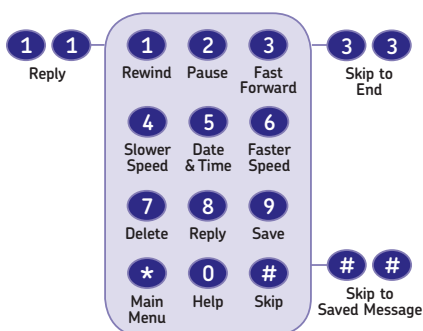 1 1 1 2 3 3 3
Reply Rewind Pause Fast Forward Skip to End
4 5 6
Slower Speed Date & Time Faster Speed
7 8 9
Delete Reply Save
* 0 # # #
Main Menu Help Skip Skip to Saved Message